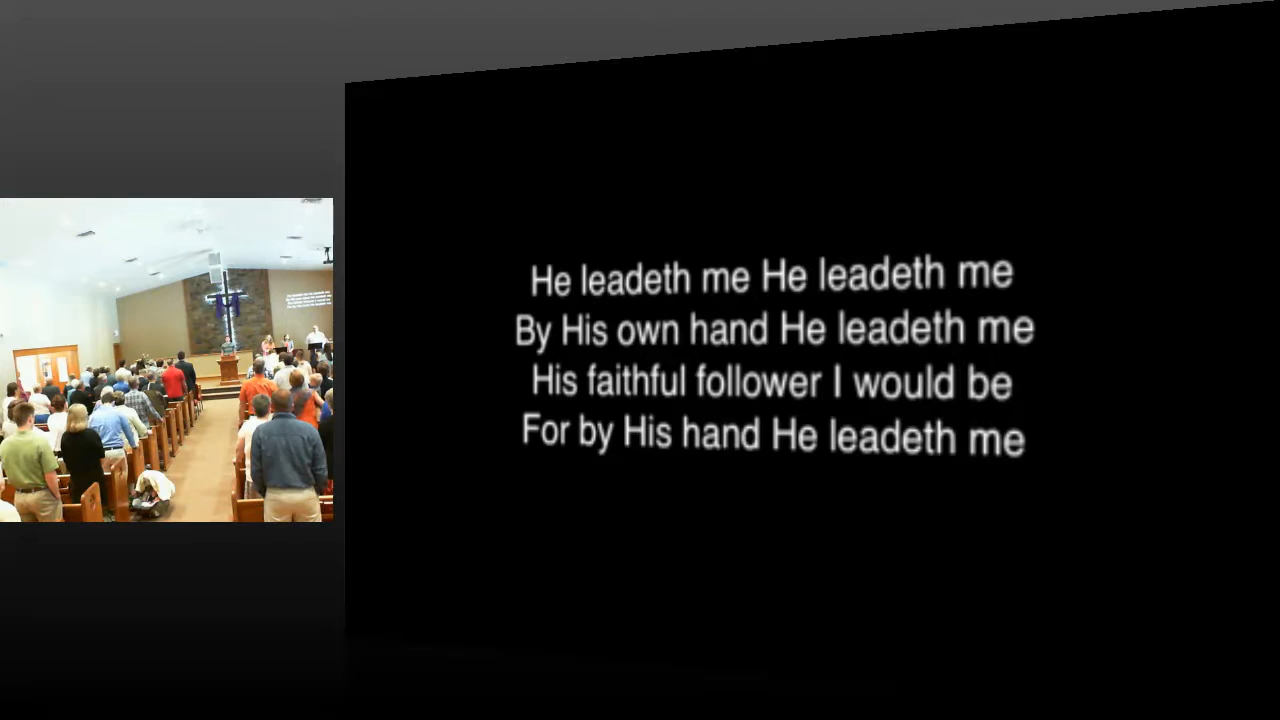 He leadeth me He leadeth me
By His own hand He leadeth me
His faithful follower I would be
For by His hand He leadeth me